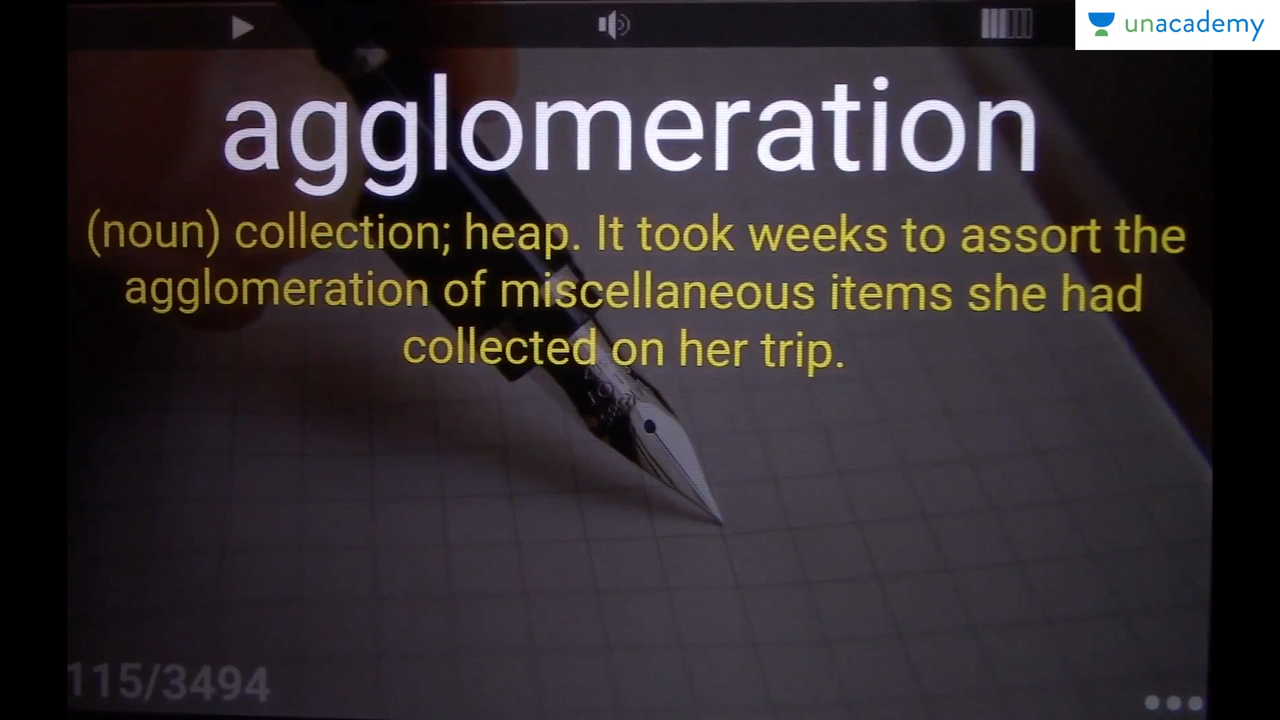 unacademy
agglomeration
(noun) collection; heap. It took weeks to assort the
agglomeration of miscellaneous items she had
collected on her trip.
115/3494